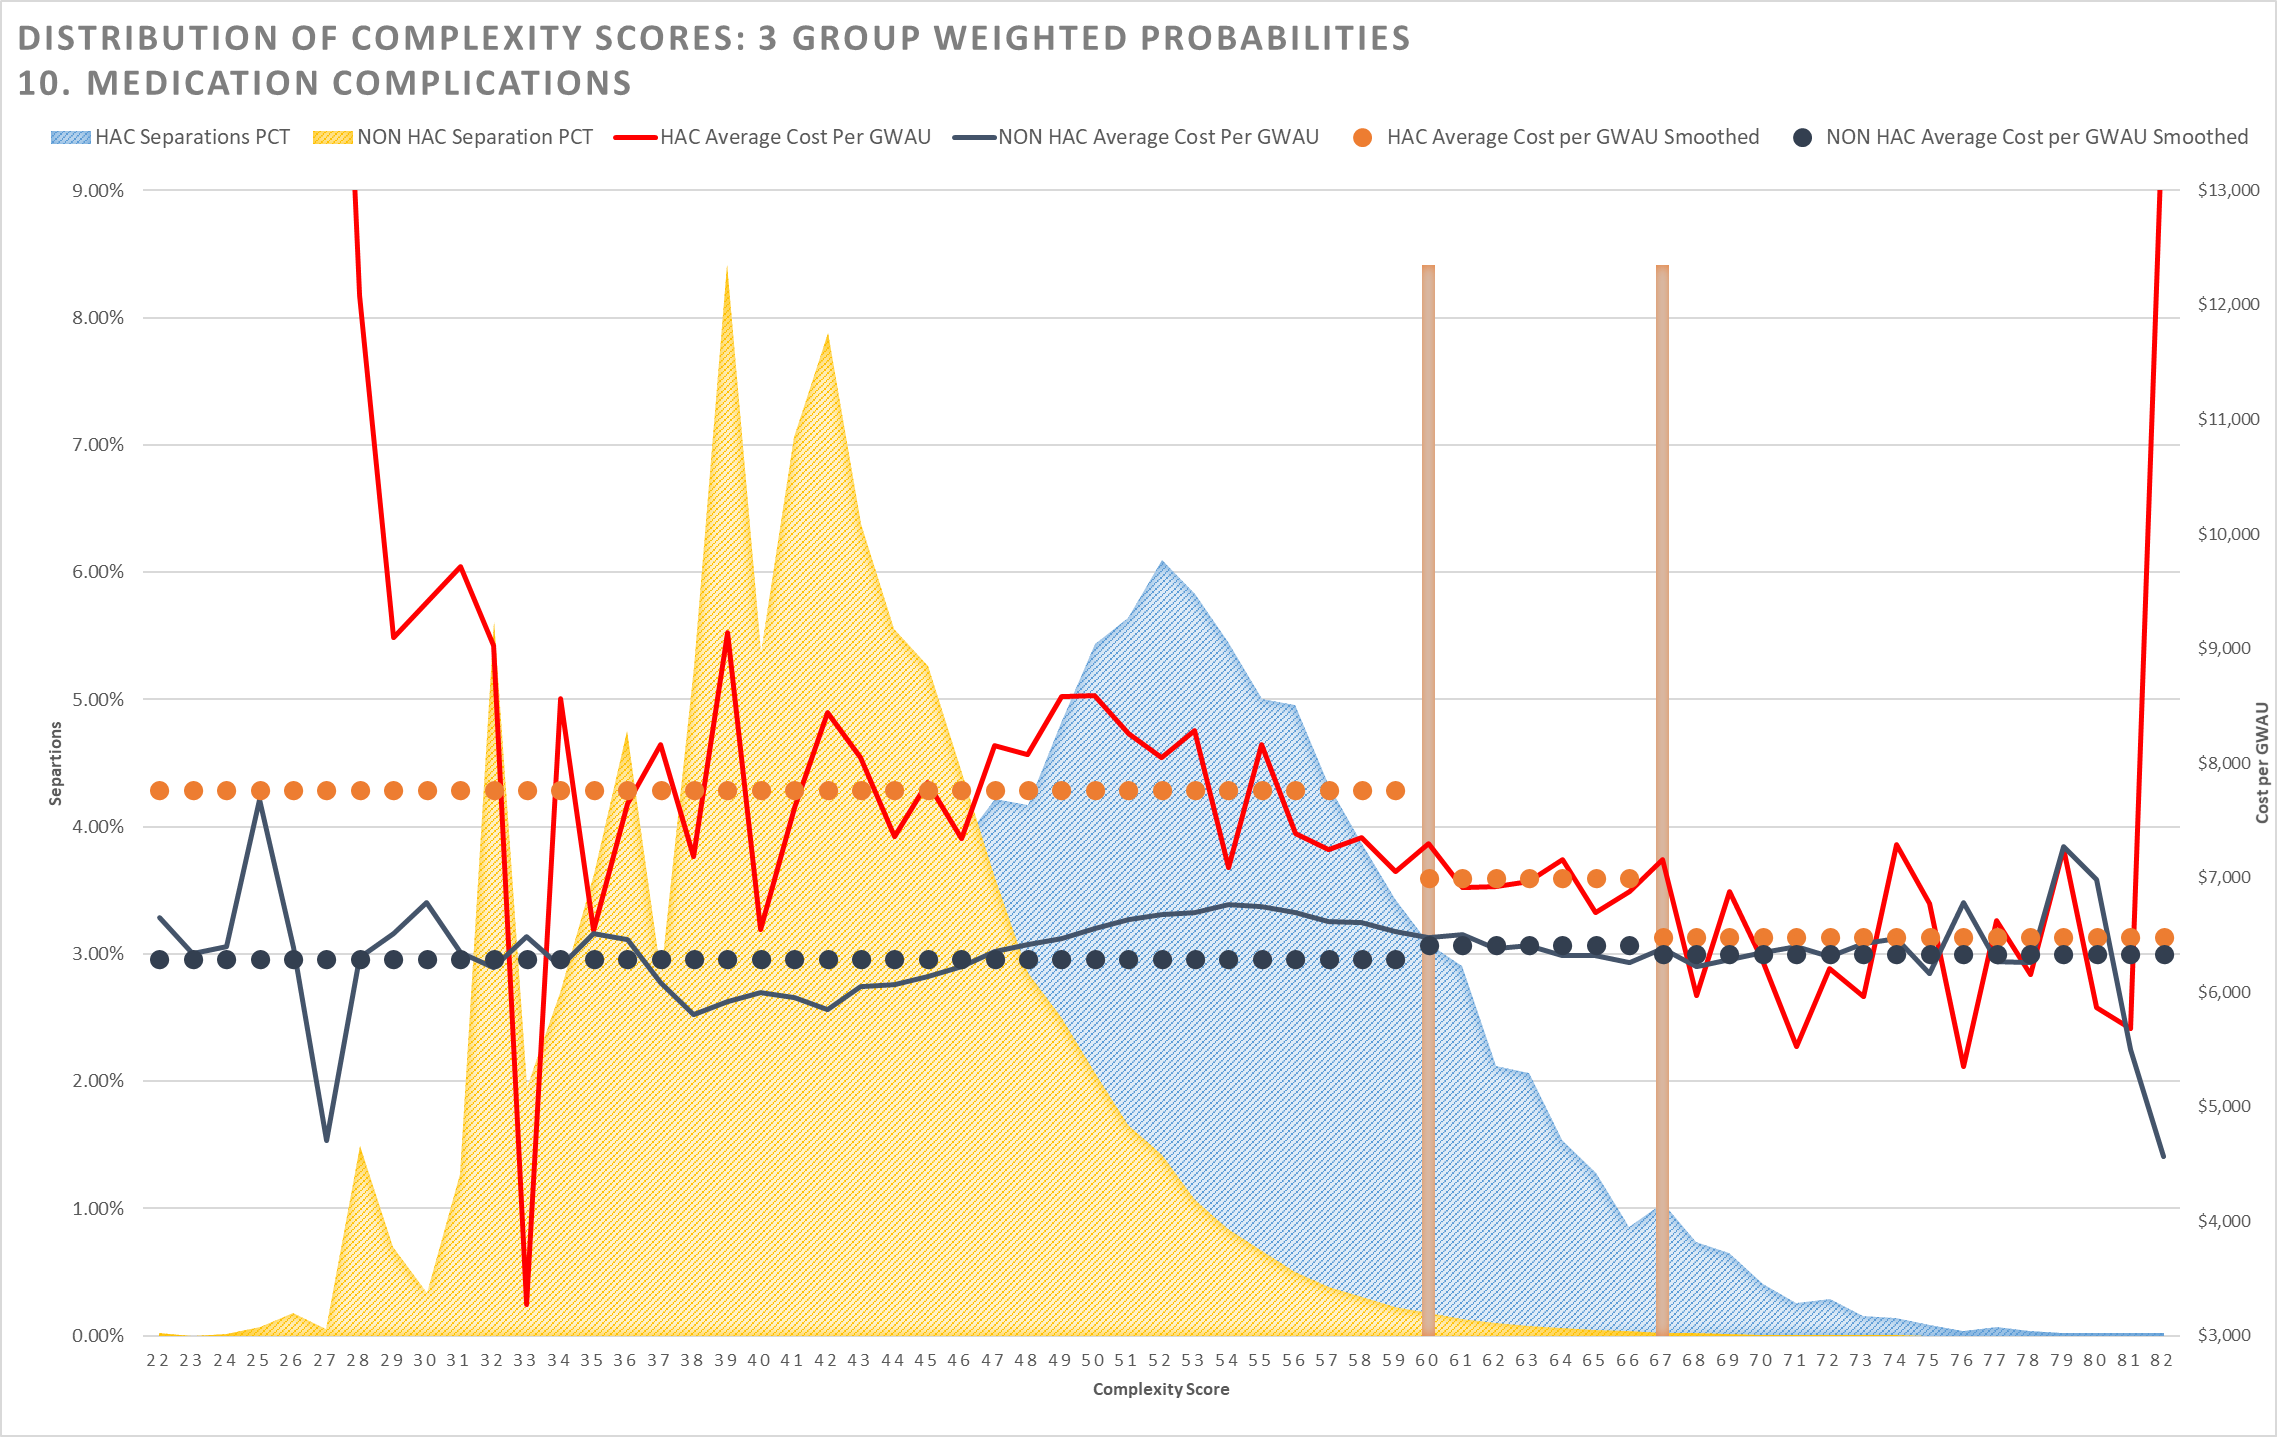 DISTRIBUTION OF COMPLEXITY SCORES: 3 GROUP WEIGHTED PROBABILITIES
10. MEDICATION COMPLICATIONS
HAC Separations PCT NON HAC Separation PCT HAC Average Cost Per GWAU NON HAC Average Cost Per GWAU HAC Average Cost per GWAU Smoothed NON HAC Average Cost per GWAU Smoothed
9.00% $13,000
8.00% $12,000
7.00% $11,000
6.00% $10,000
5.00% $9,000
4.00% $8,000
3.00% $7,000
2.00% $6,000
1.00% $5,000
0.00% $4,000
$3,000
Separtions
Cost per GWAU
22 23 24 25 26 27 28 29 30 31 32 33 34 35 36 37 38 39 40 41 42 43 44 45 46 47 48 49 50 51 52 53 54 55 56 57 58 59 60 61 62 63 64 65 66 67 68 69 70 71 72 73 74 75 76 77 78 79 80 81 82
Complexity Score